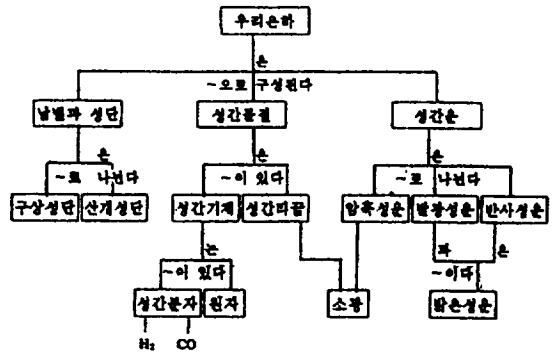 우리은하
은
~으로 구성된다
낱별과 성단 성간물질 성간운
은 은 은
~로 나뉜다 ~이 있다 ~로 나뉜다
구상성단 산개성단 성간기체 성간티끌 암흑성운 발광성운 반사성운
는 과 은
~이 있다 ~이다
성간분자 원자 소광 밝은성운
H₂ CO